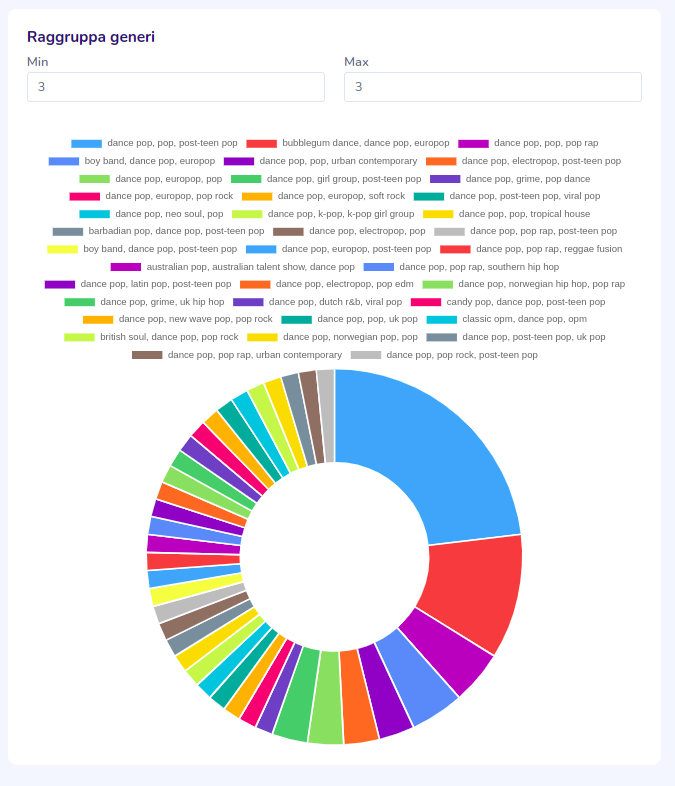 Raggruppa generi
Min Max
3 3
dance pop, pop, post-teen pop bubblegum dance, dance pop, europop dance pop, pop, pop rap
boy band, dance pop, europop dance pop, pop, urban contemporary dance pop, electropop, post-teen pop
dance pop, europop, pop dance pop, girl group, post-teen pop dance pop, grime, pop dance
dance pop, europop, pop rock dance pop, europop, soft rock dance pop, post-teen pop, viral pop
dance pop, neo soul, pop dance pop, k-pop, k-pop girl group dance pop, pop, tropical house
barbadian pop, dance pop, post-teen pop dance pop, electropop, pop dance pop, pop rap, post-teen pop
boy band, dance pop, post-teen pop dance pop, europop, post-teen pop dance pop, pop rap, reggae fusion
australian pop, australian talent show, dance pop dance pop, pop rap, southern hip hop
dance pop, latin pop, post-teen pop dance pop, electropop, pop edm dance pop, norwegian hip hop, pop rap
dance pop, grime, uk hip hop dance pop, dutch r&b, viral pop candy pop, dance pop, post-teen pop
dance pop, new wave pop, pop rock dance pop, pop, uk pop classic opm, dance pop, opm
british soul, dance pop, pop rock dance pop, norwegian pop, pop dance pop, post-teen pop, uk pop
dance pop, pop rap, urban contemporary dance pop, pop rock, post-teen pop